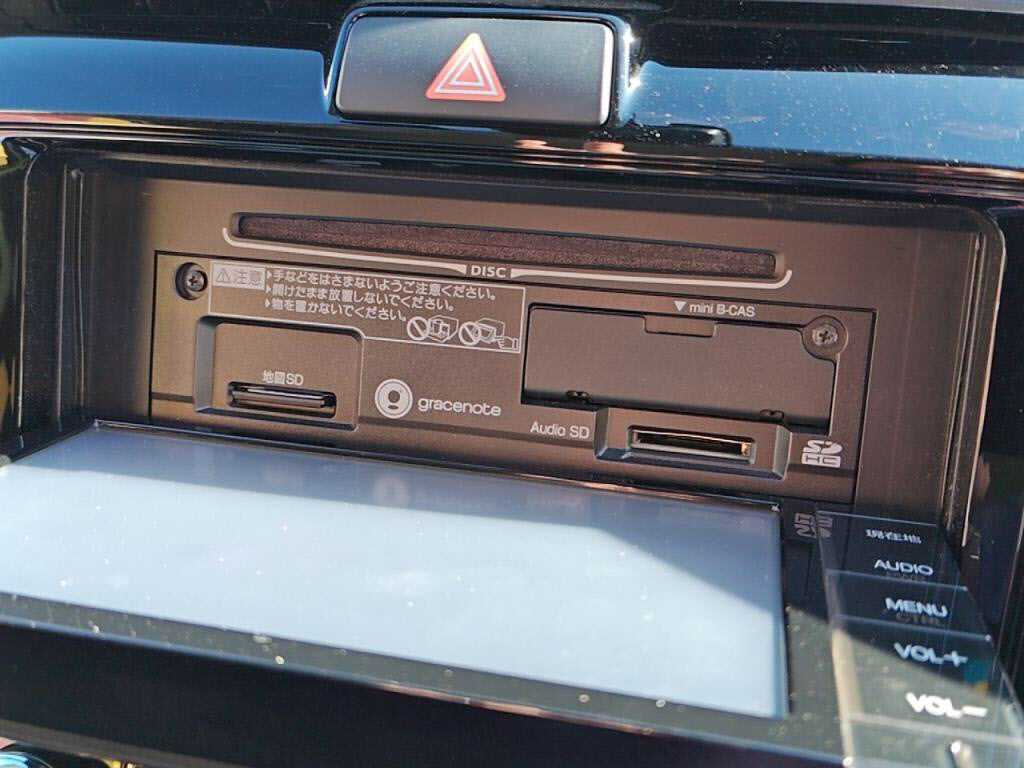 DISC
⚠注意
▶手などをはさまないようご注意ください。
▶開けたまま放置しないでください。
▶物を置かないでください。
▼ mini B-CAS
地図SD
gracenote
Audio SD
SD
HC
現在地
AUDIO
MENU
VOL+
VOL−